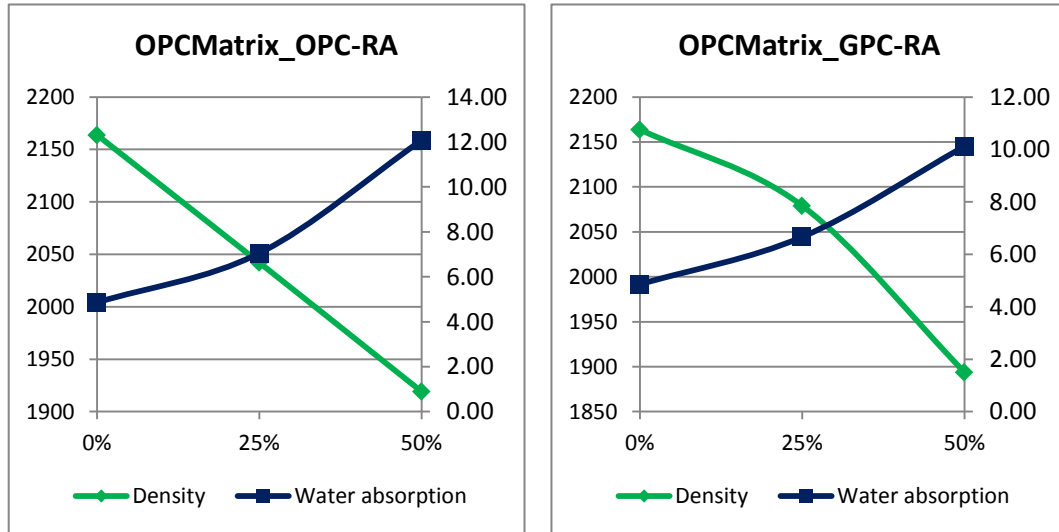 OPCMatrix_OPC-RA
2200 14.00
2150 12.00
2100 10.00
2050 8.00
2000 6.00
1950 4.00
1900 2.00
0.00
0% 25% 50%
Density Water absorption
OPCMatrix_GPC-RA
2200 12.00
2150 10.00
2100 8.00
2050 6.00
2000 4.00
1950 2.00
1900 0.00
1850
0% 25% 50%
Density Water absorption